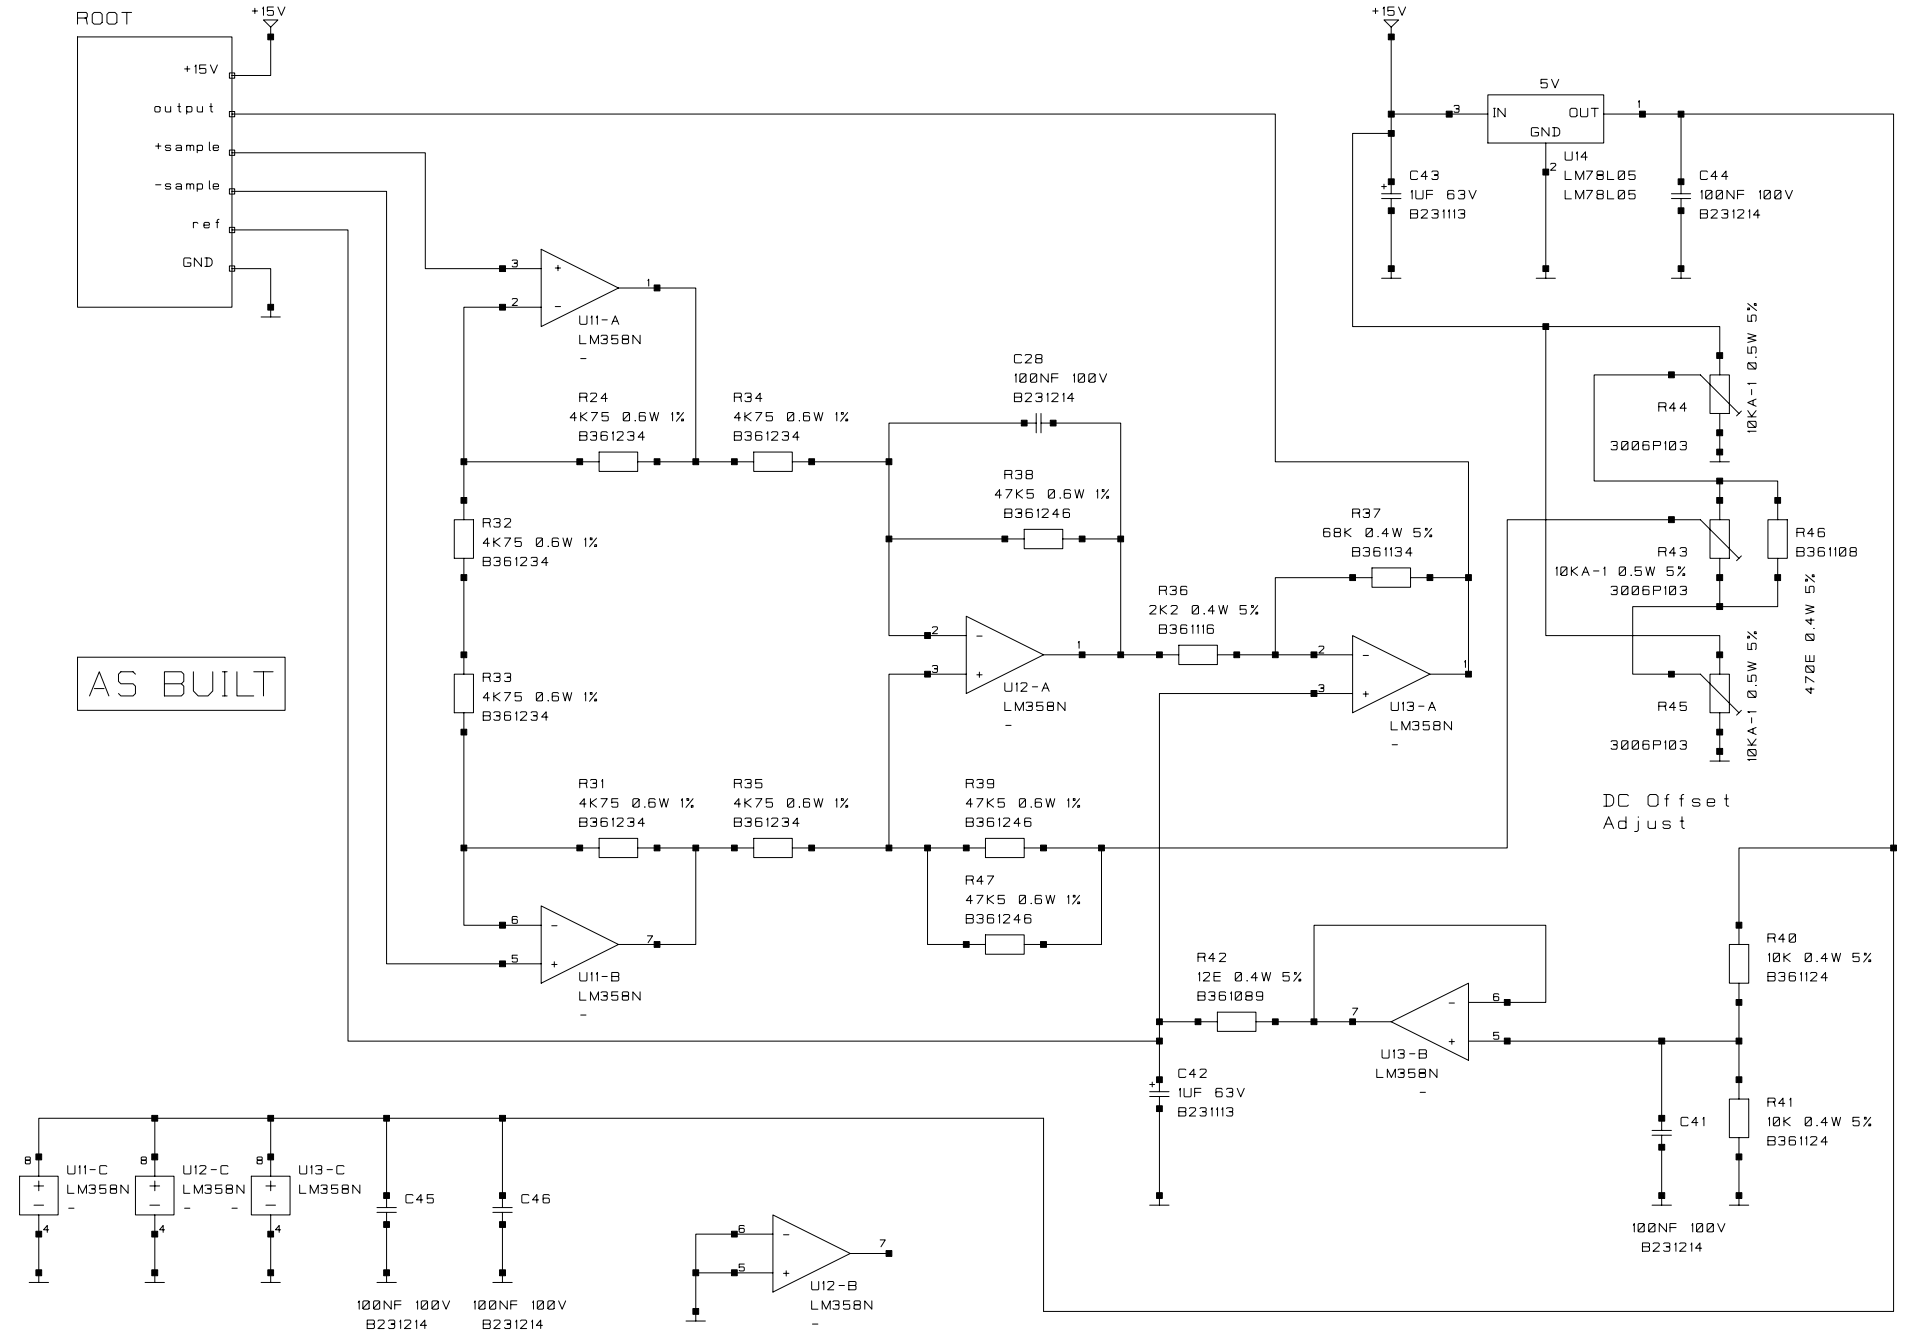 ROOT
+15V
+15V
output
+sample
-sample
ref
GND
+15V
5V
3
IN
OUT
1
GND
2
U14
LM78L05
LM78L05
C43
+
1UF 63V
B231113
C44
100NF 100V
B231214
3
+
2
-
1
U11-A
LM358N
-
C28
100NF 100V
B231214
R24
4K75 0.6W 1%
B361234
R34
4K75 0.6W 1%
B361234
R38
47K5 0.6W 1%
B361246
R32
4K75 0.6W 1%
B361234
R33
4K75 0.6W 1%
B361234
R37
68K 0.4W 5%
B361134
R36
2K2 0.4W 5%
B361116
2
-
3
+
1
U12-A
LM358N
-
2
-
3
+
1
U13-A
LM358N
-
R44
3006P103
10KA-1 0.5W 5%
R43
10KA-1 0.5W 5%
3006P103
R46
B361108
470E 0.4W 5%
R45
3006P103
10KA-1 0.5W 5%
DC Offset
Adjust
AS BUILT
R31
4K75 0.6W 1%
B361234
R35
4K75 0.6W 1%
B361234
R39
47K5 0.6W 1%
B361246
R47
47K5 0.6W 1%
B361246
6
-
5
+
7
U11-B
LM358N
-
R42
12E 0.4W 5%
B361089
7
-
6
+
5
U13-B
LM358N
-
R40
10K 0.4W 5%
B361124
R41
10K 0.4W 5%
B361124
C41
100NF 100V
B231214
C42
+
1UF 63V
B231113
8
+
-
4
U11-C
LM358N
-
8
+
-
4
U12-C
LM358N
- -
8
+
-
4
U13-C
LM358N
C45
100NF 100V
B231214
C46
100NF 100V
B231214
6
-
5
+
7
U12-B
LM358N
-